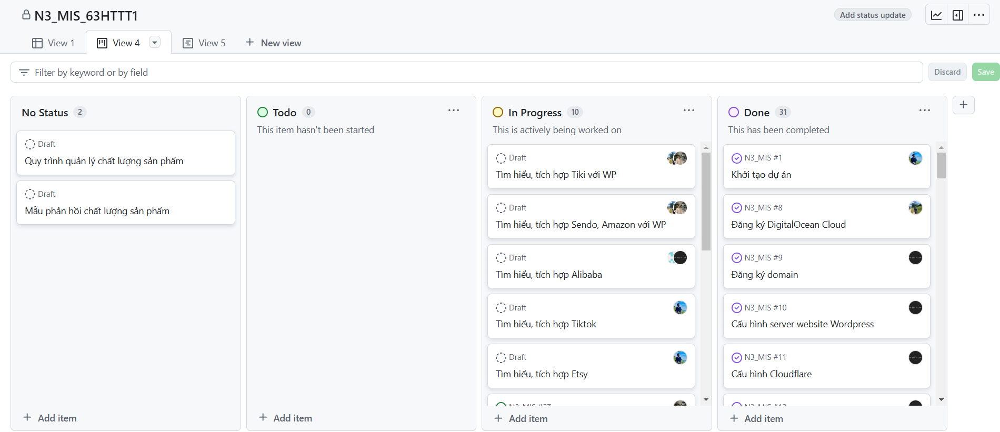 N3_MIS_63HTTT1
Add status update
View 1
View 4
View 5
New view
Filter by keyword or by field
Discard
Save
No Status 2
Draft
Quy trình quản lý chất lượng sản phẩm
Draft
Mẫu phản hồi chất lượng sản phẩm
Add item
Todo 0
This item hasn't been started
Add item
In Progress 10
This is actively being worked on
Draft
Tìm hiểu, tích hợp Tiki với WP
Draft
Tìm hiểu, tích hợp Sendo, Amazon với WP
Draft
Tìm hiểu, tích hợp Alibaba
Draft
Tìm hiểu, tích hợp Tiktok
Draft
Tìm hiểu, tích hợp Etsy
Add item
Done 31
This has been completed
N3_MIS #1
Khởi tạo dự án
N3_MIS #8
Đăng ký DigitalOcean Cloud
N3_MIS #9
Đăng ký domain
N3_MIS #10
Cấu hình server website Wordpress
N3_MIS #11
Cấu hình Cloudflare
Add item